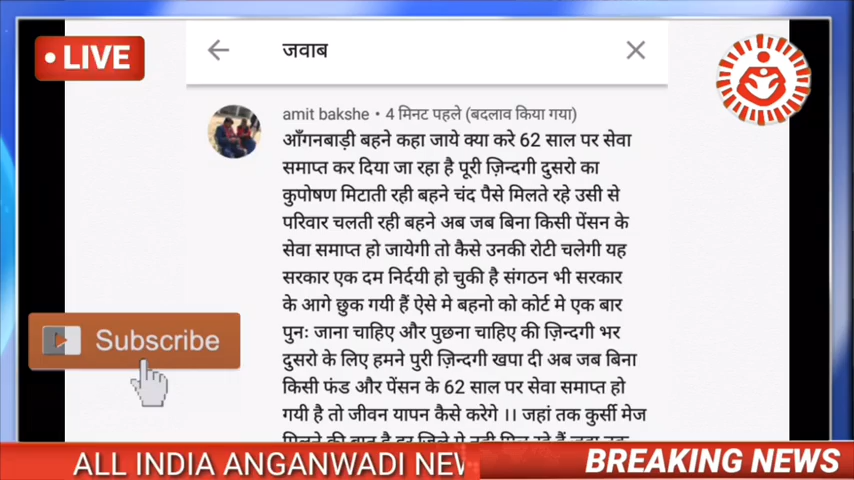 LIVE
जवाब
amit bakshe • 4 मिनट पहले (बदलाव किया गया)
आँगनबाड़ी बहने कहा जाये क्या करे 62 साल पर सेवा
समाप्त कर दिया जा रहा है पूरी ज़िन्दगी दुसरो का
कुपोषण मिटाती रही बहने चंद पैसे मिलते रहे उसी से
परिवार चलती रही बहने अब जब बिना किसी पेंसन के
सेवा समाप्त हो जायेगी तो कैसे उनकी रोटी चलेगी यह
सरकार एक दम निर्दयी हो चुकी है संगठन भी सरकार
के आगे छुक गयी हैं ऐसे मे बहनो को कोर्ट मे एक बार
पुनः जाना चाहिए और पुछना चाहिए की ज़िन्दगी भर
दुसरो के लिए हमने पुरी ज़िन्दगी खपा दी अब जब बिना
किसी फंड और पेंसन के 62 साल पर सेवा समाप्त हो
गयी है तो जीवन यापन कैसे करेगे ।। जहां तक कुर्सी मेज
Subscribe
ALL INDIA ANGANWADI NEW
BREAKING NEWS